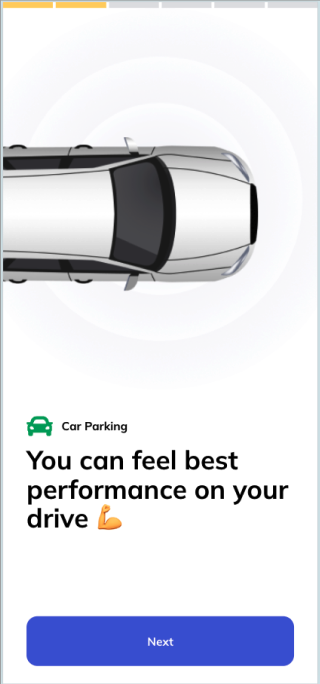 Car Parking
You can feel best
performance on your
drive 💪
Next